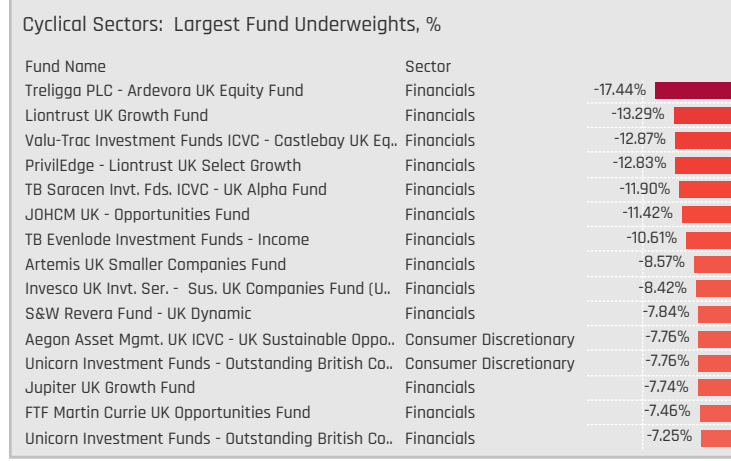 Cyclical Sectors: Largest Fund Underweights, %
Fund Name Sector
Treligga PLC - Ardevora UK Equity Fund Financials -17.44%
Liontrust UK Growth Fund Financials -13.29%
Valu-Trac Investment Funds ICVC - Castlebay UK Eq.. Financials -12.87%
PrivilEdge - Liontrust UK Select Growth Financials -12.83%
TB Saracen Invt. Fds. ICVC - UK Alpha Fund Financials -11.90%
JOHCM UK - Opportunities Fund Financials -11.42%
TB Evenlode Investment Funds - Income Financials -10.61%
Artemis UK Smaller Companies Fund Financials -8.57%
Invesco UK Invt. Ser. - Sus. UK Companies Fund (U.. Financials -8.42%
S&W Revera Fund - UK Dynamic Financials -7.84%
Aegon Asset Mgmt. UK ICVC - UK Sustainable Oppo.. Consumer Discretionary -7.76%
Unicorn Investment Funds - Outstanding British Co.. Consumer Discretionary -7.76%
Jupiter UK Growth Fund Financials -7.74%
FTF Martin Currie UK Opportunities Fund Financials -7.46%
Unicorn Investment Funds - Outstanding British Co.. Financials -7.25%